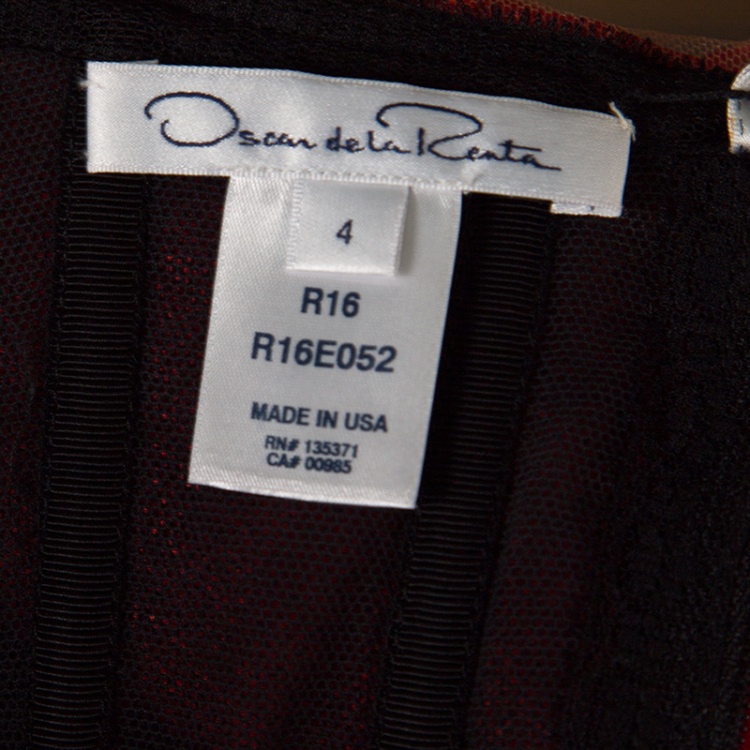 Oscar de la Renta
4
R16
R16E052
MADE IN USA
RN# 135371
CA# 00985